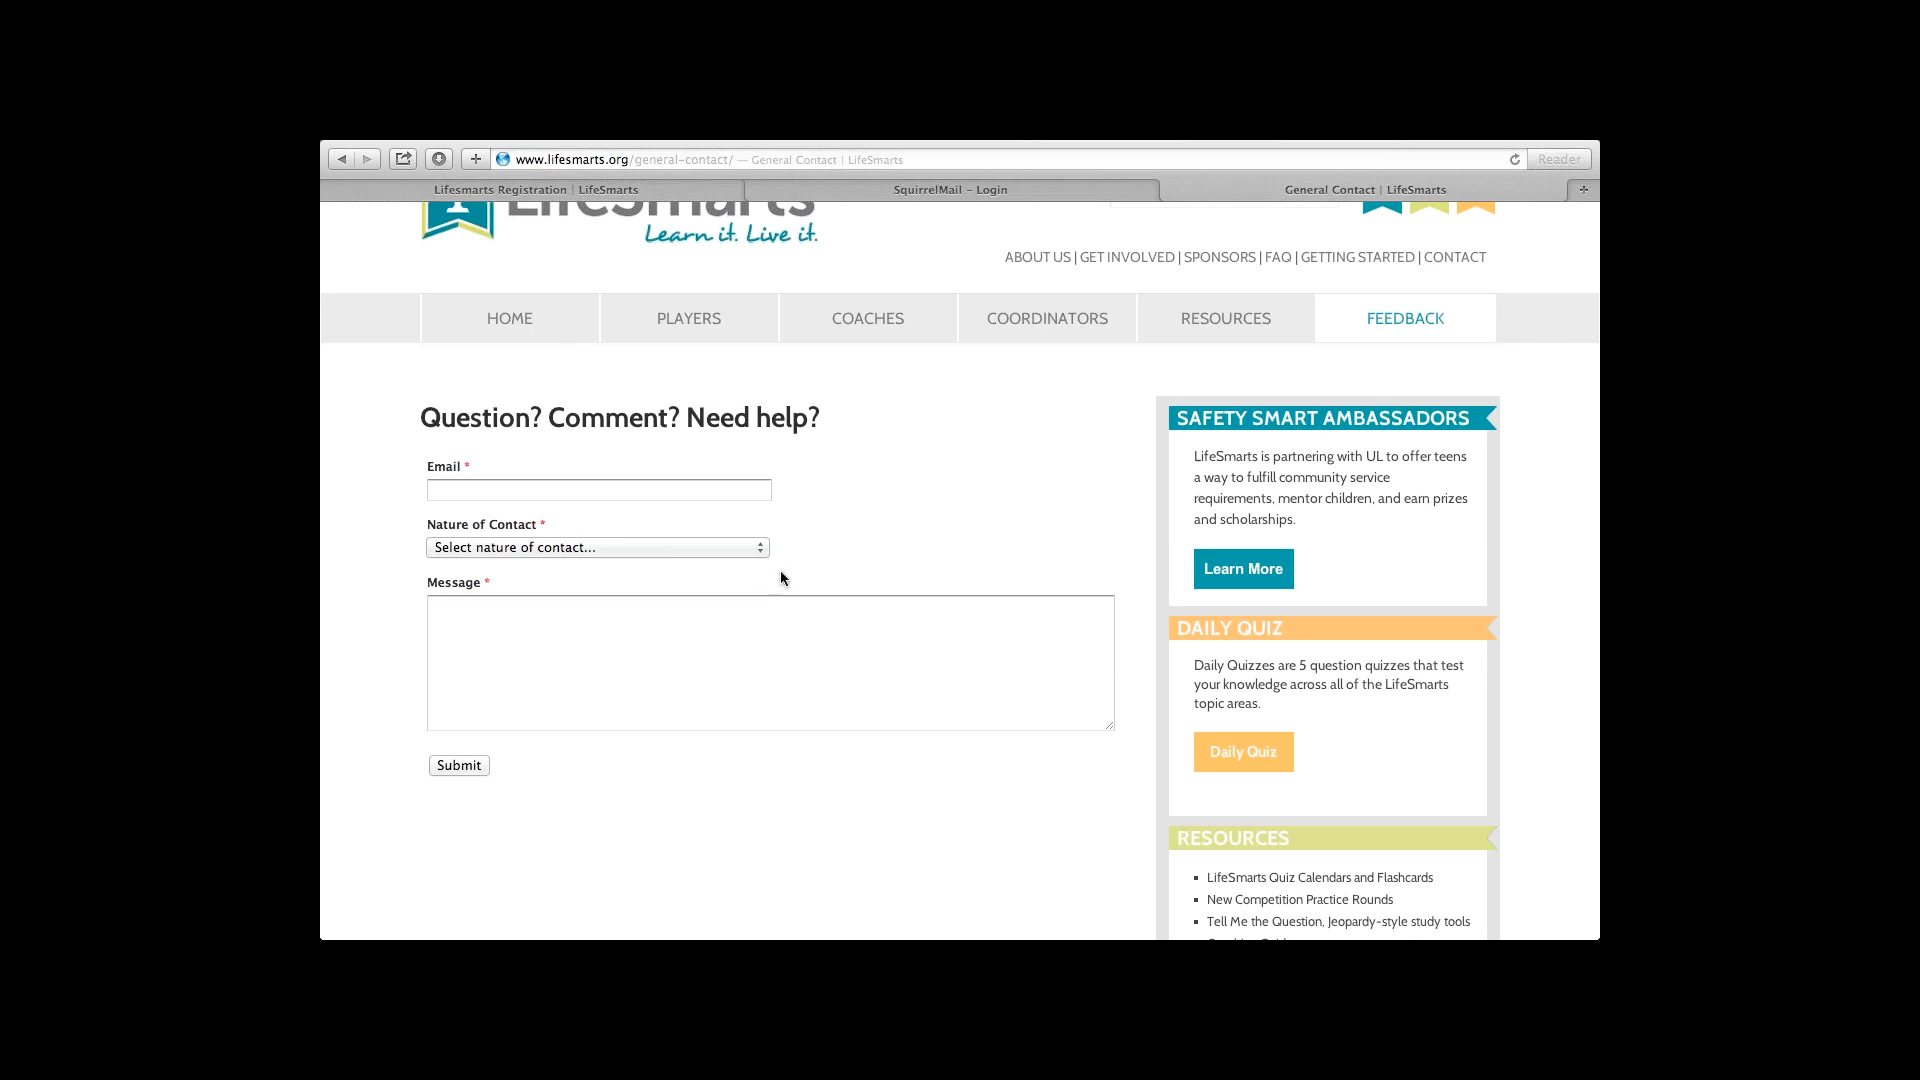 www.lifesmarts.org/general-contact/ — General Contact | LifeSmarts
Reader
Lifesmarts Registration | LifeSmarts
SquirrelMail – Login
General Contact | LifeSmarts
LifeSmarts
Learn it. Live it.
ABOUT US | GET INVOLVED | SPONSORS | FAQ | GETTING STARTED | CONTACT
HOME
PLAYERS
COACHES
COORDINATORS
RESOURCES
FEEDBACK
Question? Comment? Need help?
Email *
Nature of Contact *
Select nature of contact...
Message *
Submit
SAFETY SMART AMBASSADORS
LifeSmarts is partnering with UL to offer teens
a way to fulfill community service
requirements, mentor children, and earn prizes
and scholarships.
Learn More
DAILY QUIZ
Daily Quizzes are 5 question quizzes that test
your knowledge across all of the LifeSmarts
topic areas.
Daily Quiz
RESOURCES
LifeSmarts Quiz Calendars and Flashcards
New Competition Practice Rounds
Tell Me the Question, Jeopardy-style study tools